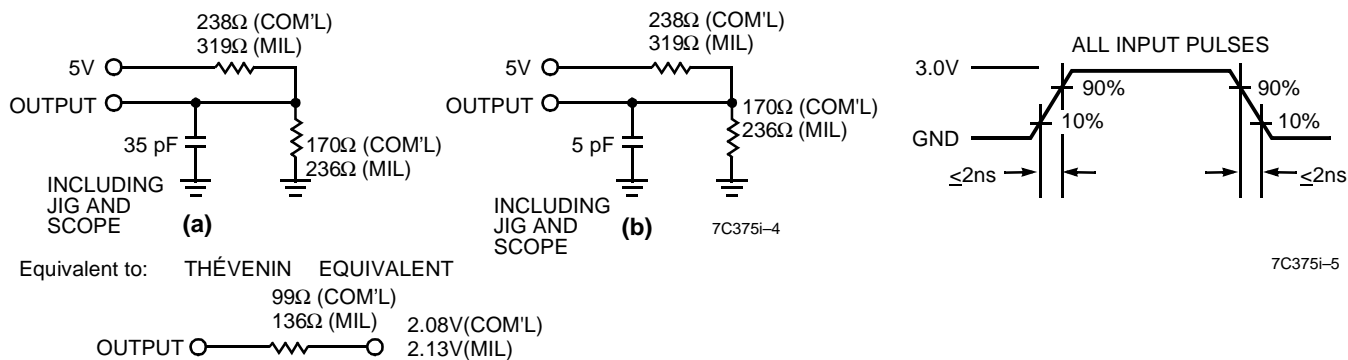 238Ω (COM'L)
319Ω (MIL)
5V
OUTPUT
35 pF
170Ω (COM'L)
236Ω (MIL)
INCLUDING
JIG AND
SCOPE
(a)
238Ω (COM'L)
319Ω (MIL)
5V
OUTPUT
5 pF
170Ω (COM'L)
236Ω (MIL)
INCLUDING
JIG AND
SCOPE
(b)
7C375i–4
ALL INPUT PULSES
3.0V
90%
10%
GND
90%
10%
≤2ns
≤2ns
7C375i–5
Equivalent to: THÉVENIN EQUIVALENT
99Ω (COM'L)
136Ω (MIL)
2.08V(COM'L)
2.13V(MIL)
OUTPUT